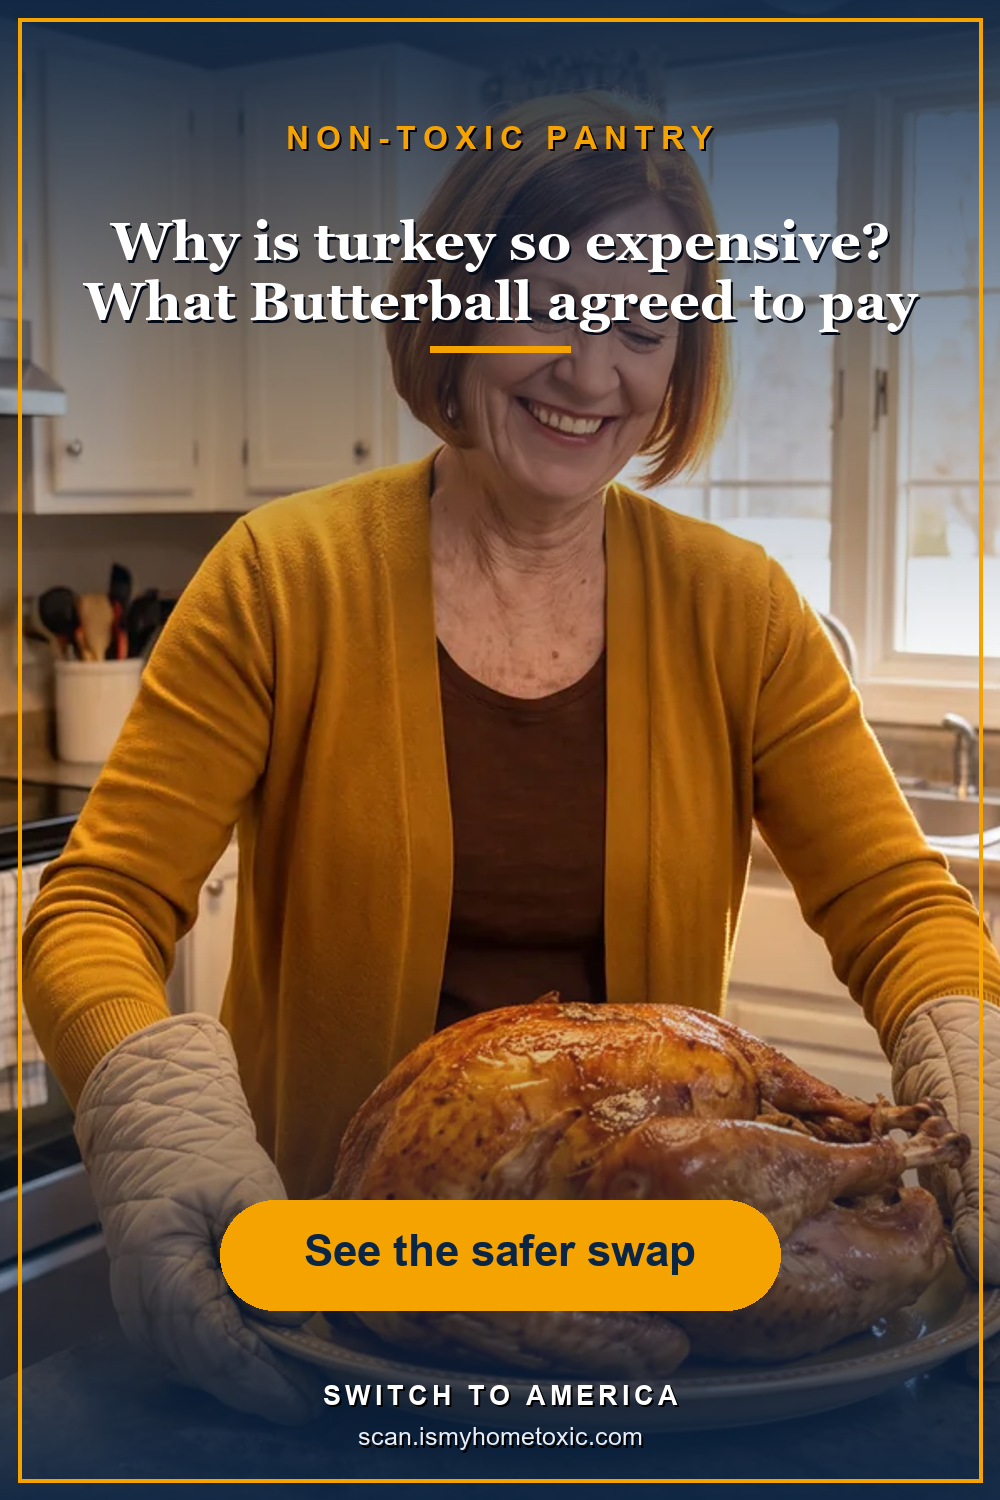 NON-TOXIC PANTRY
Why is turkey so expensive?
What Butterball agreed to pay
See the safer swap
SWITCH TO AMERICA
scan.ismyhometoxic.com